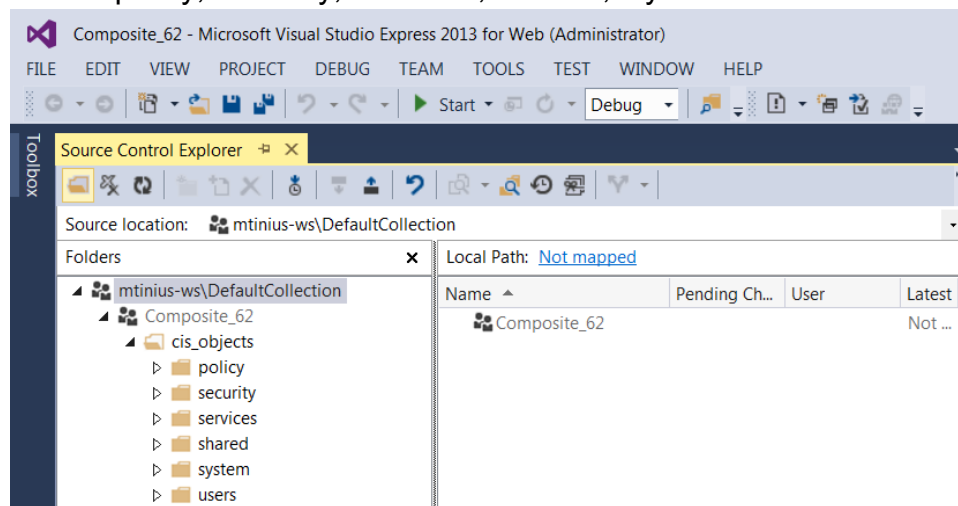 Composite_62 - Microsoft Visual Studio Express 2013 for Web (Administrator)
FILE EDIT VIEW PROJECT DEBUG TEAM TOOLS TEST WINDOW HELP
Start Debug
Toolbox
Source Control Explorer
Source location: mtinius-ws\DefaultCollection
Folders Local Path: Not mapped
mtinius-ws\DefaultCollection Name Pending Ch... User Latest
Composite_62 Composite_62 Not ...
cis_objects
policy
security
services
shared
system
users